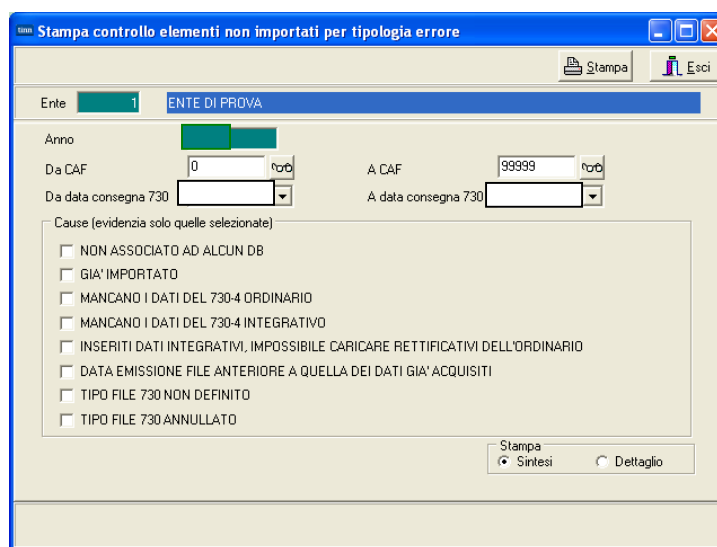 tinn Stampa controllo elementi non importati per tipologia errore
Stampa Esci
Ente 1 ENTE DI PROVA
Anno
Da CAF 0 A CAF 99999
Da data consegna 730 A data consegna 730
Cause (evidenzia solo quelle selezionate)
NON ASSOCIATO AD ALCUN DB
GIA' IMPORTATO
MANCANO I DATI DEL 730-4 ORDINARIO
MANCANO I DATI DEL 730-4 INTEGRATIVO
INSERITI DATI INTEGRATIVI, IMPOSSIBILE CARICARE RETTIFICATIVI DELL'ORDINARIO
DATA EMISSIONE FILE ANTERIORE A QUELLA DEI DATI GIA' ACQUISITI
TIPO FILE 730 NON DEFINITO
TIPO FILE 730 ANNULLATO
Stampa
Sintesi Dettaglio